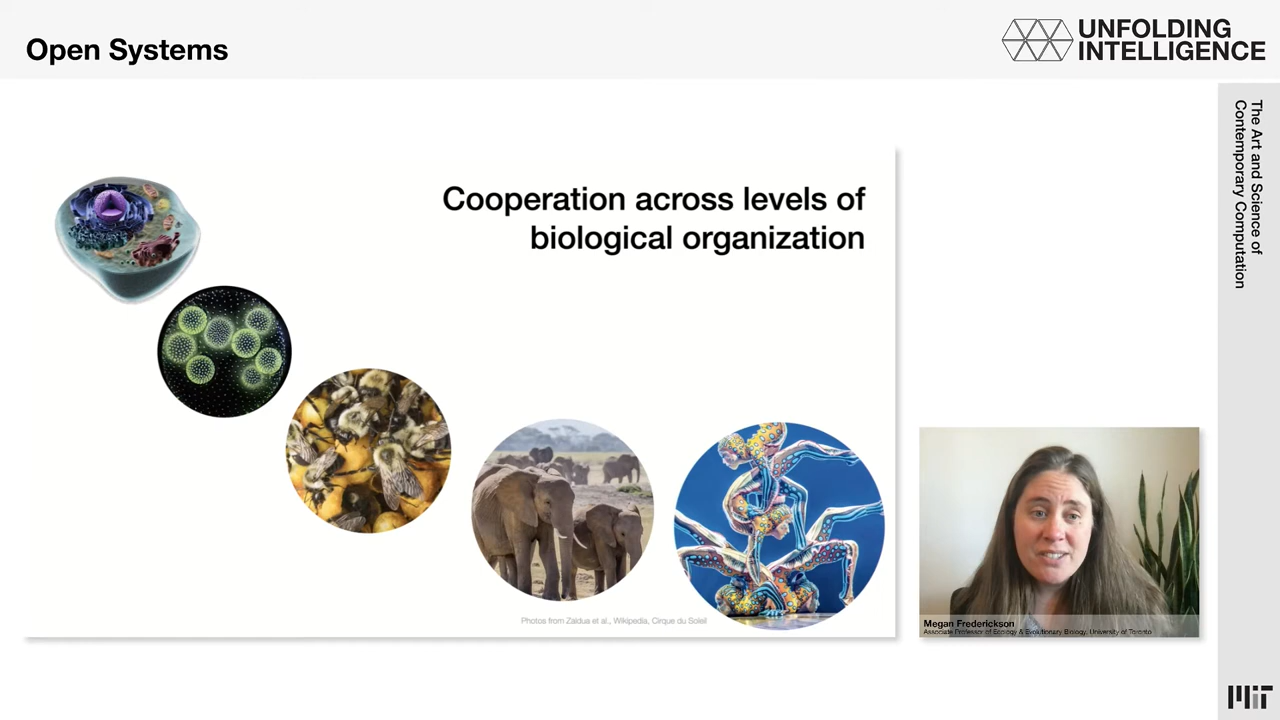 Open Systems
UNFOLDING
INTELLIGENCE
The Art and Science of
Contemporary Computation
Cooperation across levels of
biological organization
Photos from Zaidus et al., Wikipedia, Cirque du Soleil
Megan Frederickson
Associate Professor of Ecology & Evolutionary Biology, University of Toronto
MIT